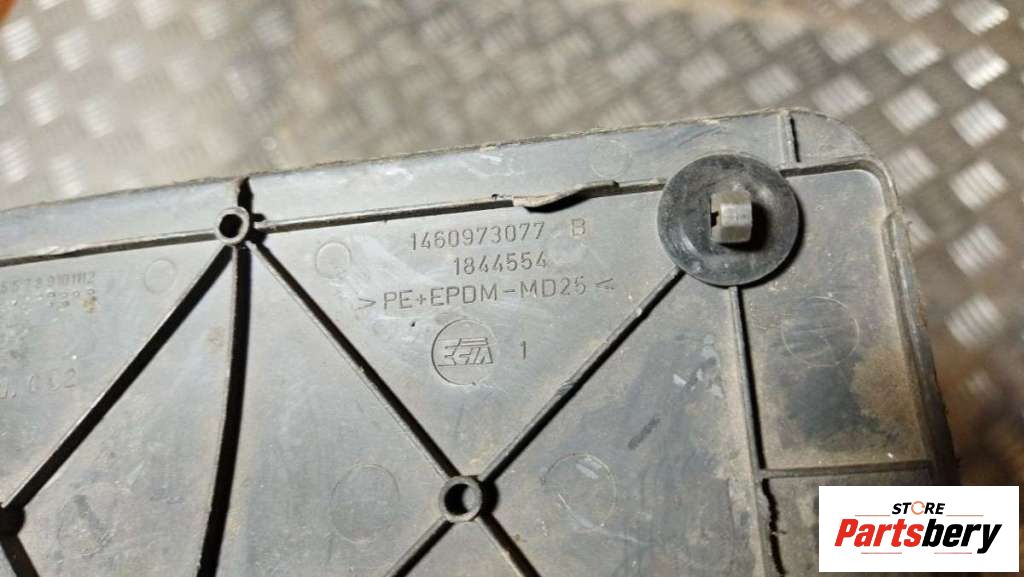 1460973077 B
1844554
>PE+EPDM-MD25<
1
STORE
Partsbery